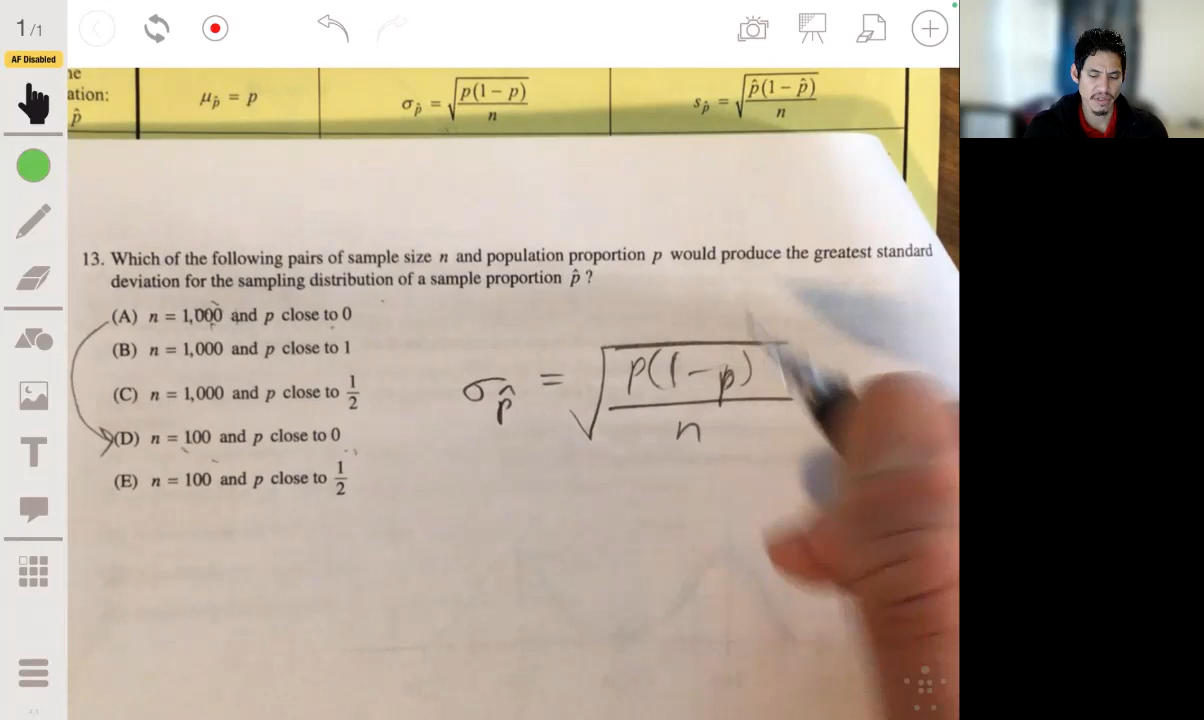 1/1
AF Disabled
ation:
p̂
μp̂ = p
σp̂ = √(p(1 − p)/n)
sp̂ = √(p̂(1 − p̂)/n)
13. Which of the following pairs of sample size n and population proportion p would produce the greatest standard
deviation for the sampling distribution of a sample proportion p̂ ?
(A) n = 1,000 and p close to 0
(B) n = 1,000 and p close to 1
(C) n = 1,000 and p close to 1/2
(D) n = 100 and p close to 0
(E) n = 100 and p close to 1/2
σp̂ = √(p(1−p)/n)
T